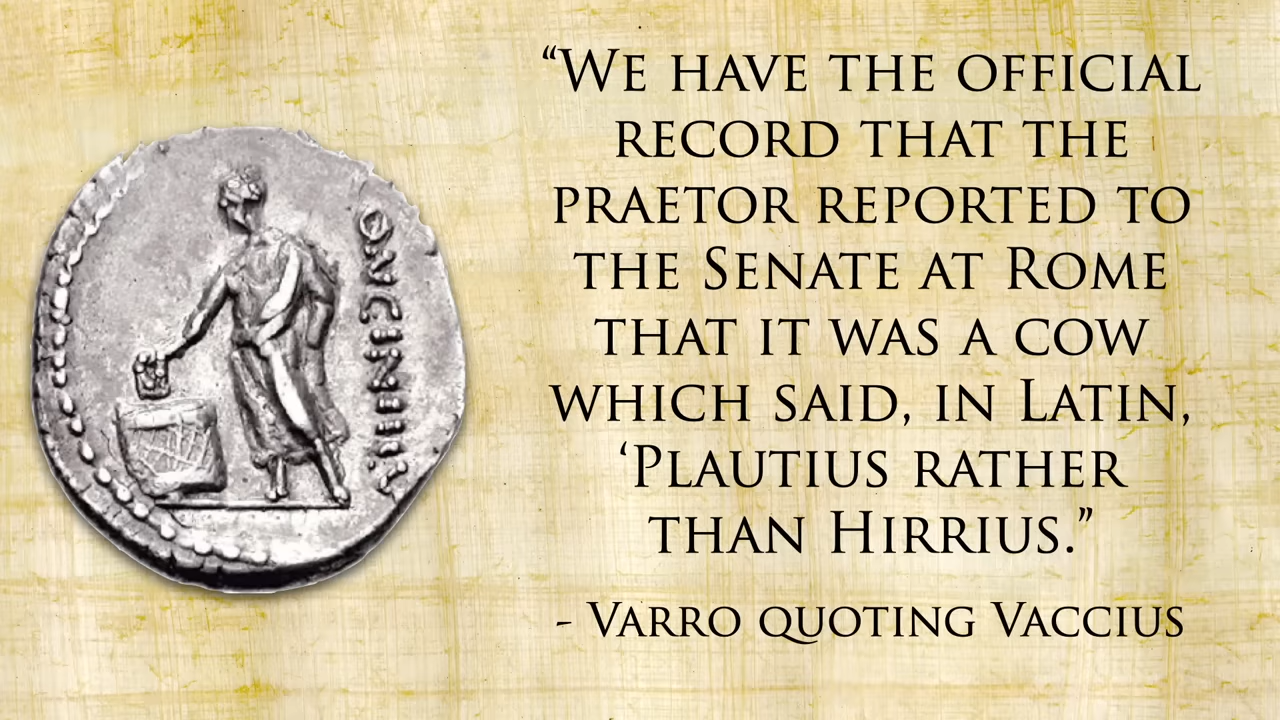 “We have the official
record that the
praetor reported to
the Senate at Rome
that it was a cow
which said, in Latin,
‘Plautius rather
than Hirrius.”
- Varro quoting Vaccius